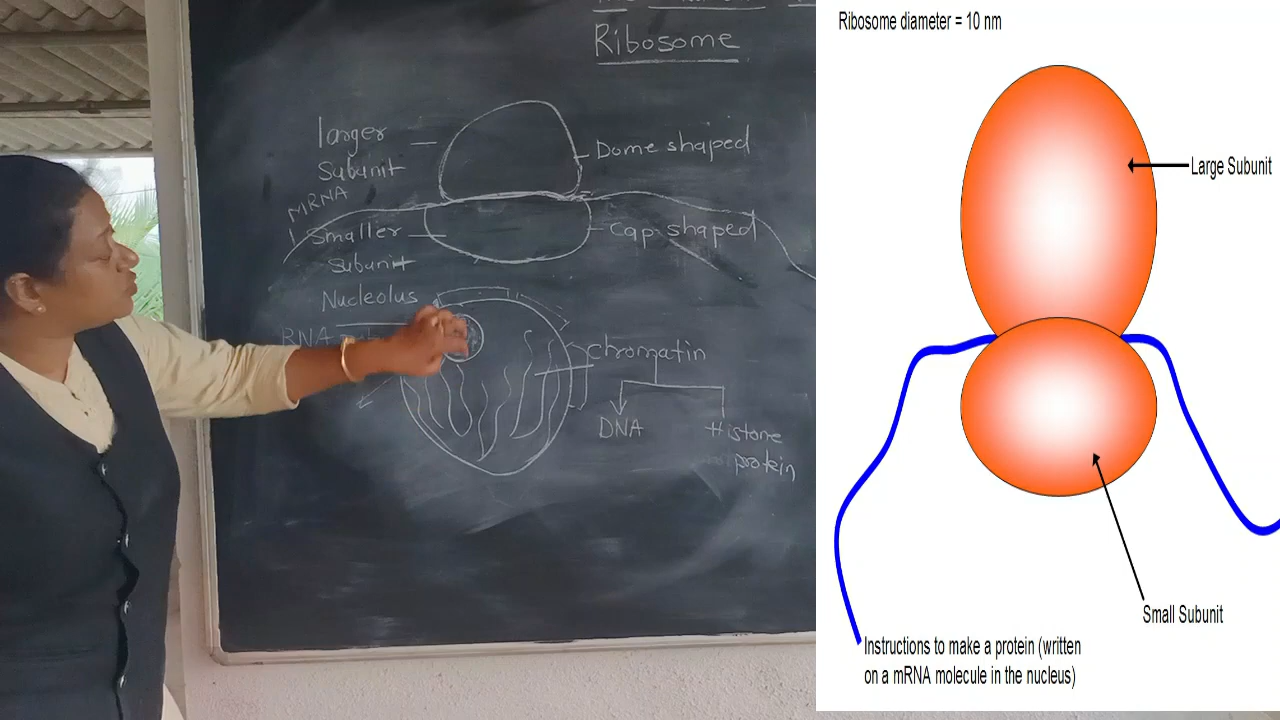 Ribosome
larger
Subunit
Dome shaped
MRNA
Smaller
Subunit
Cap shaped
Nucleolus
RNA
chromatin
DNA
Histone
protein
Ribosome diameter = 10 nm
Large Subunit
Small Subunit
Instructions to make a protein (written
on a mRNA molecule in the nucleus)